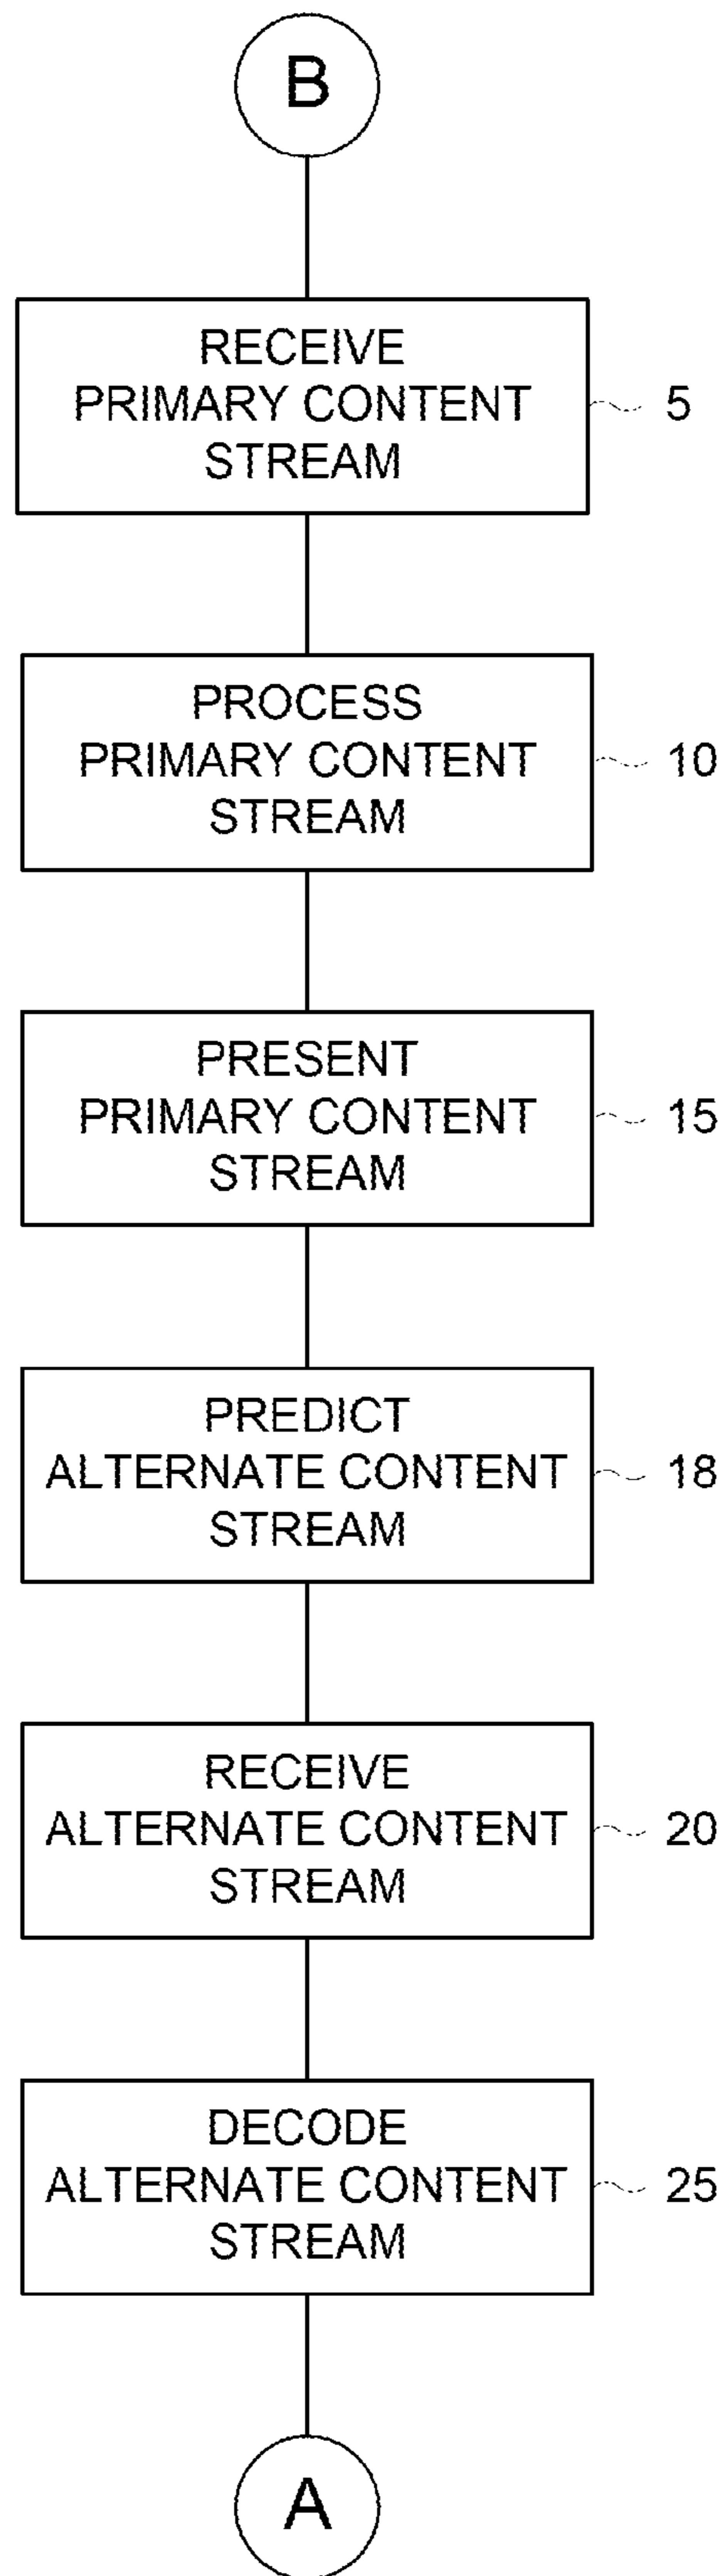 B
RECEIVE
PRIMARY CONTENT
STREAM
5
PROCESS
PRIMARY CONTENT
STREAM
10
PRESENT
PRIMARY CONTENT
STREAM
15
PREDICT
ALTERNATE CONTENT
STREAM
18
RECEIVE
ALTERNATE CONTENT
STREAM
20
DECODE
ALTERNATE CONTENT
STREAM
25
A